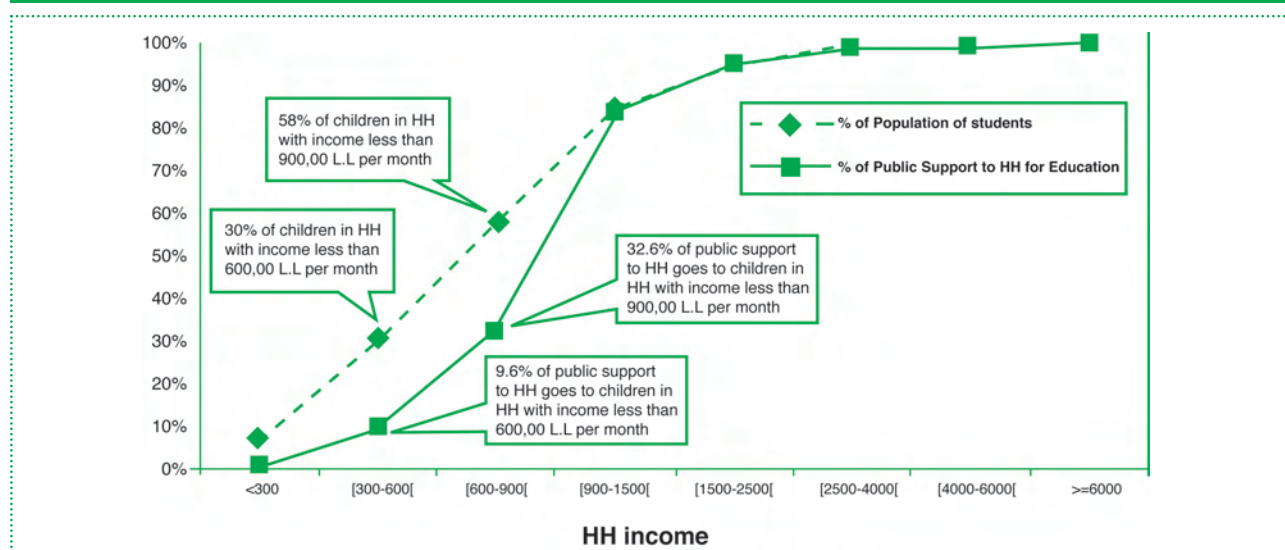 100%
90%
80%
70%
60%
50%
40%
30%
20%
10%
0%
58% of children in HH
with income less than
900,00 L.L per month
30% of children in HH
with income less than
600,00 L.L per month
% of Population of students
% of Public Support to HH for Education
32.6% of public support
to HH goes to children in
HH with income less than
900,00 L.L per month
9.6% of public support
to HH goes to children in
HH with income less than
600,00 L.L per month
<300
[300-600[
[600-900[
[900-1500[
[1500-2500[
[2500-4000[
[4000-6000[
>=6000
HH income